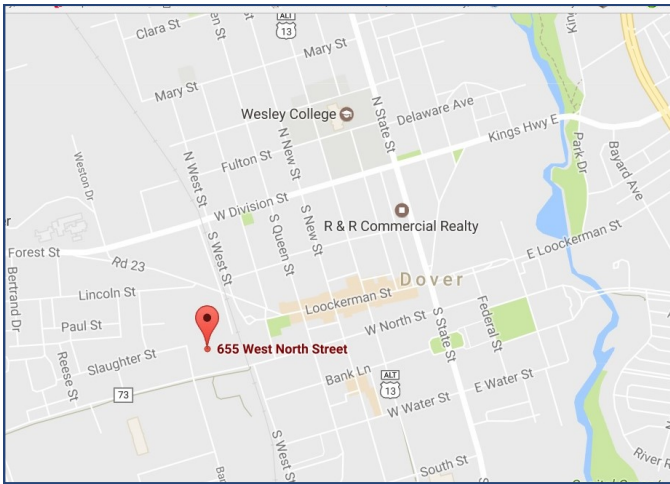 Clara St
ALT
13
Mary St
Mary St
Wesley College
Delaware Ave
N State St
Kings Hwy E
Park Dr
Bayard Ave
Weston Dr
N West St
Fulton St
N New St
W Division St
S New St
S Queen St
R & R Commercial Realty
E Loockerman St
S West St
Forest St
Rd 23
Bertrand Dr
Lincoln St
Loockerman St
Dover
Federal St
Paul St
W North St
S State St
655 West North Street
Slaughter St
Reese St
73
Bank Ln
ALT
13
E Water St
W Water St
S West St
South St
River R